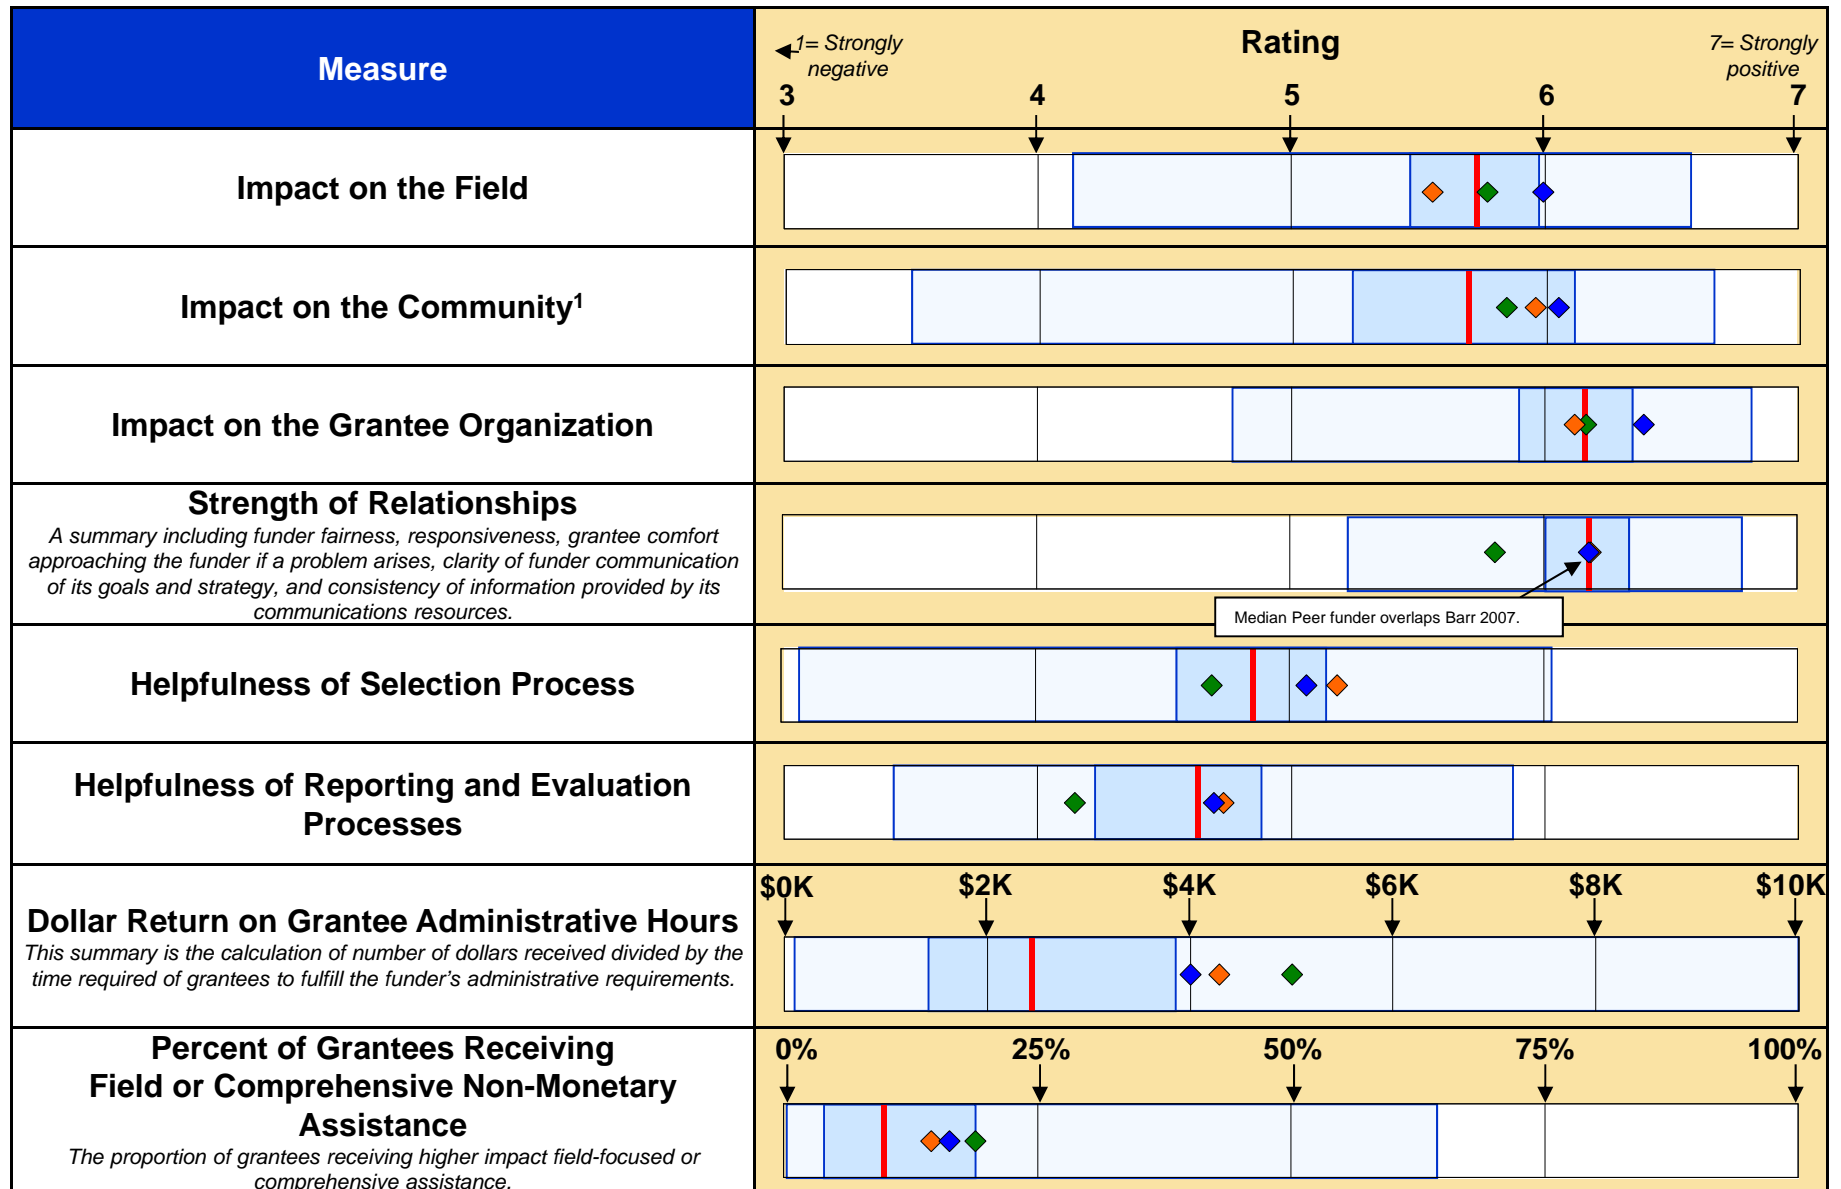 Measure
Rating
1= Strongly
negative
7= Strongly
positive
3 4 5 6 7
Impact on the Field
Impact on the Community1
Impact on the Grantee Organization
Strength of Relationships
A summary including funder fairness, responsiveness, grantee comfort
approaching the funder if a problem arises, clarity of funder communication
of its goals and strategy, and consistency of information provided by its
communications resources.
Median Peer funder overlaps Barr 2007.
Helpfulness of Selection Process
Helpfulness of Reporting and Evaluation
Processes
$0K $2K $4K $6K $8K $10K
Dollar Return on Grantee Administrative Hours
This summary is the calculation of number of dollars received divided by the
time required of grantees to fulfill the funder’s administrative requirements.
0% 25% 50% 75% 100%
Percent of Grantees Receiving
Field or Comprehensive Non-Monetary
Assistance
The proportion of grantees receiving higher impact field-focused or
comprehensive assistance.